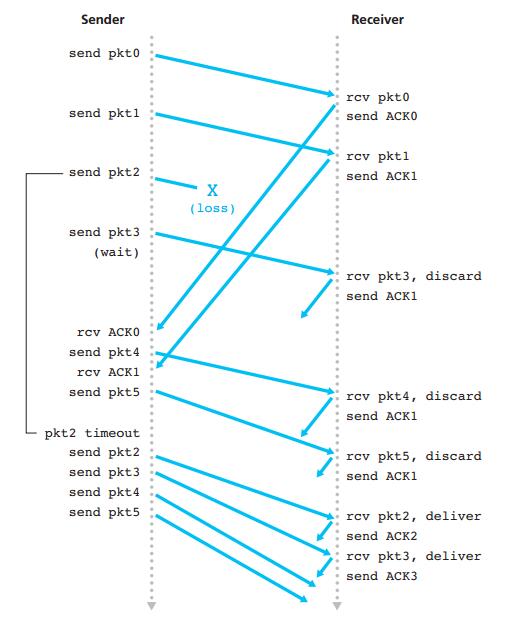 Sender
Receiver
send pkt0
rcv pkt0
send ACK0
send pkt1
rcv pkt1
send ACK1
send pkt2
X
(loss)
send pkt3
(wait)
rcv pkt3, discard
send ACK1
rcv ACK0
send pkt4
rcv ACK1
send pkt5
rcv pkt4, discard
send ACK1
pkt2 timeout
send pkt2
send pkt3
send pkt4
send pkt5
rcv pkt5, discard
send ACK1
rcv pkt2, deliver
send ACK2
rcv pkt3, deliver
send ACK3